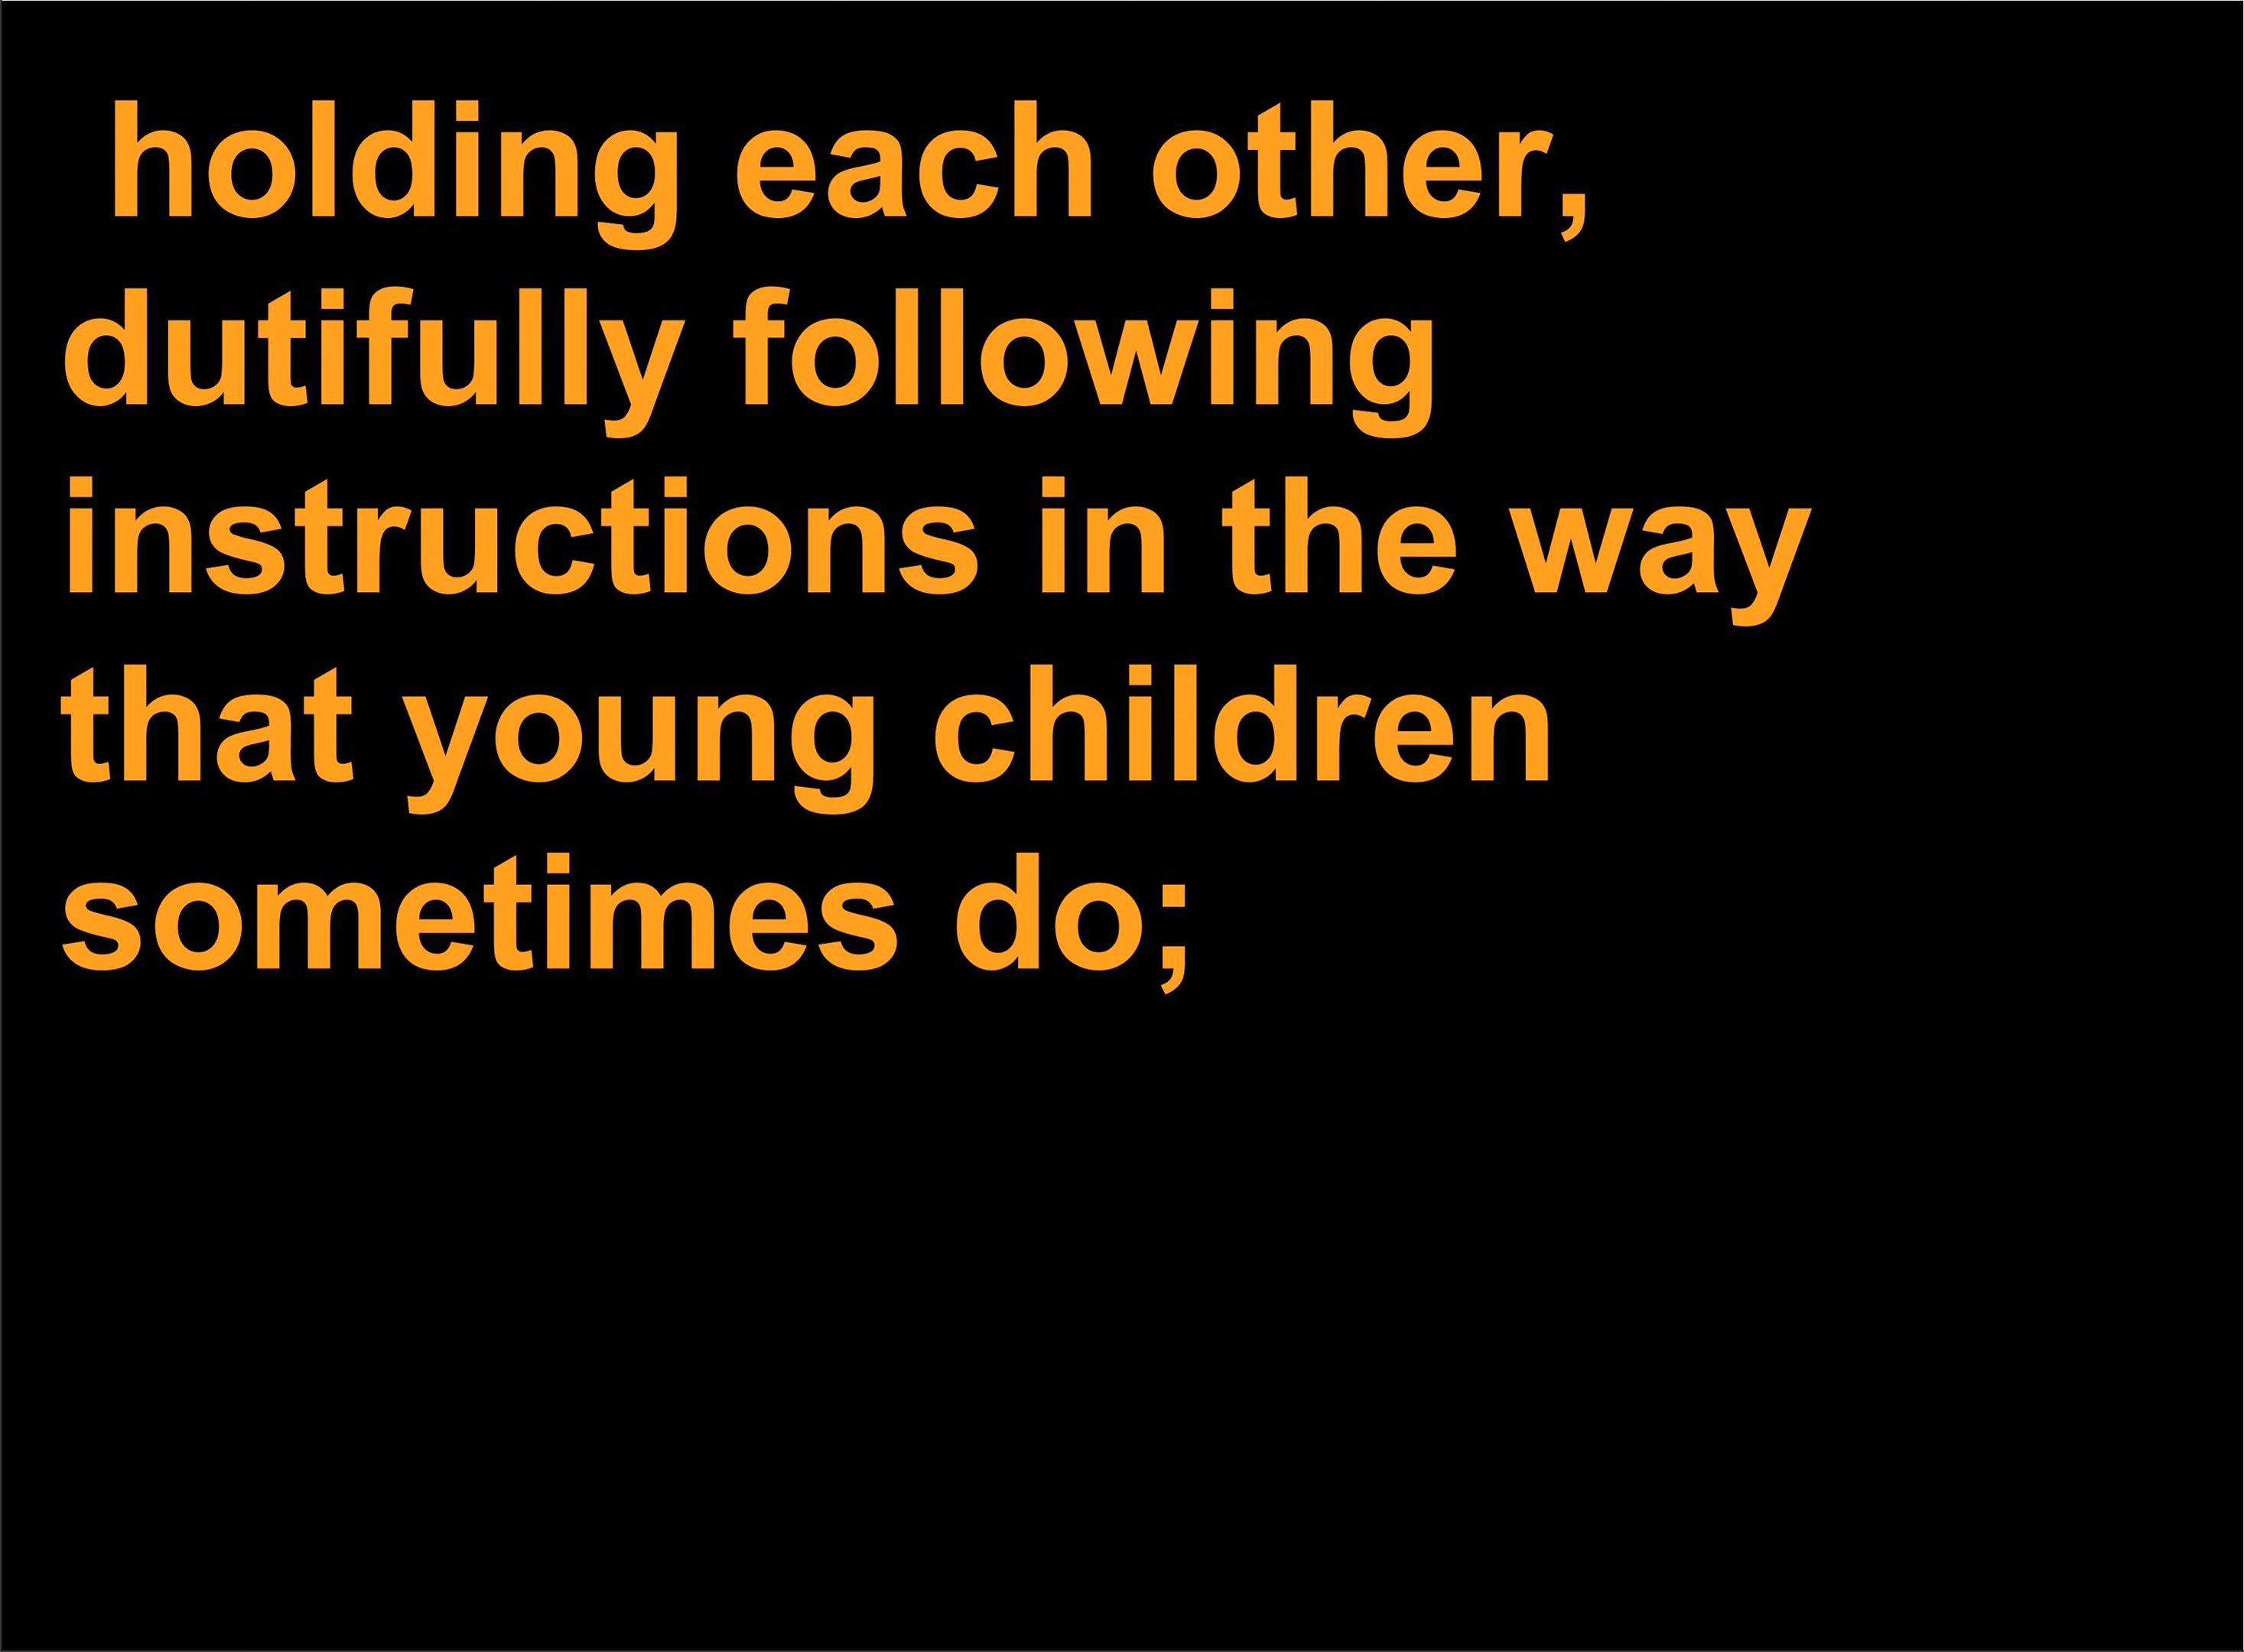 holding each other,
dutifully following
instructions in the way
that young children
sometimes do;